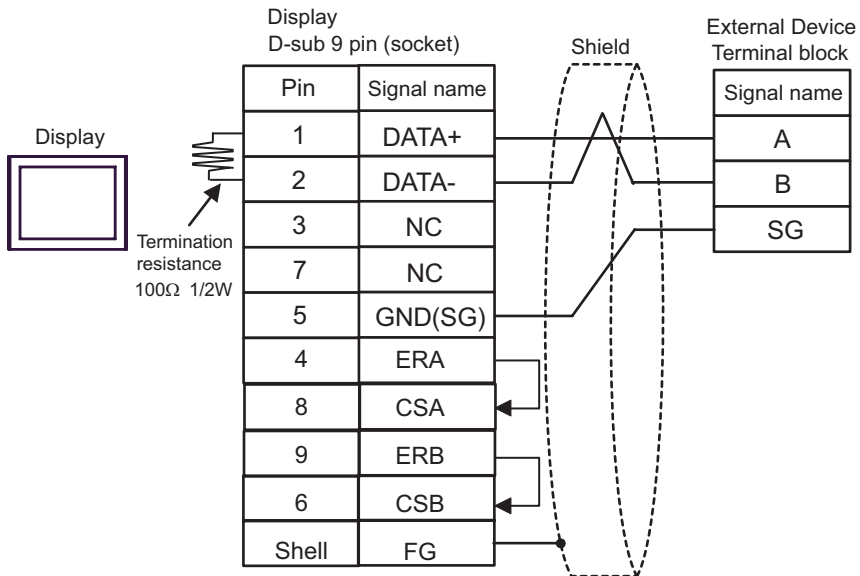 Display
D-sub 9 pin (socket)
Shield
External Device
Terminal block
Pin Signal name
Signal name
1 DATA+
A
Display
2 DATA-
B
3 NC
SG
Termination
resistance
100Ω 1/2W
7 NC
5 GND(SG)
4 ERA
8 CSA
9 ERB
6 CSB
Shell FG